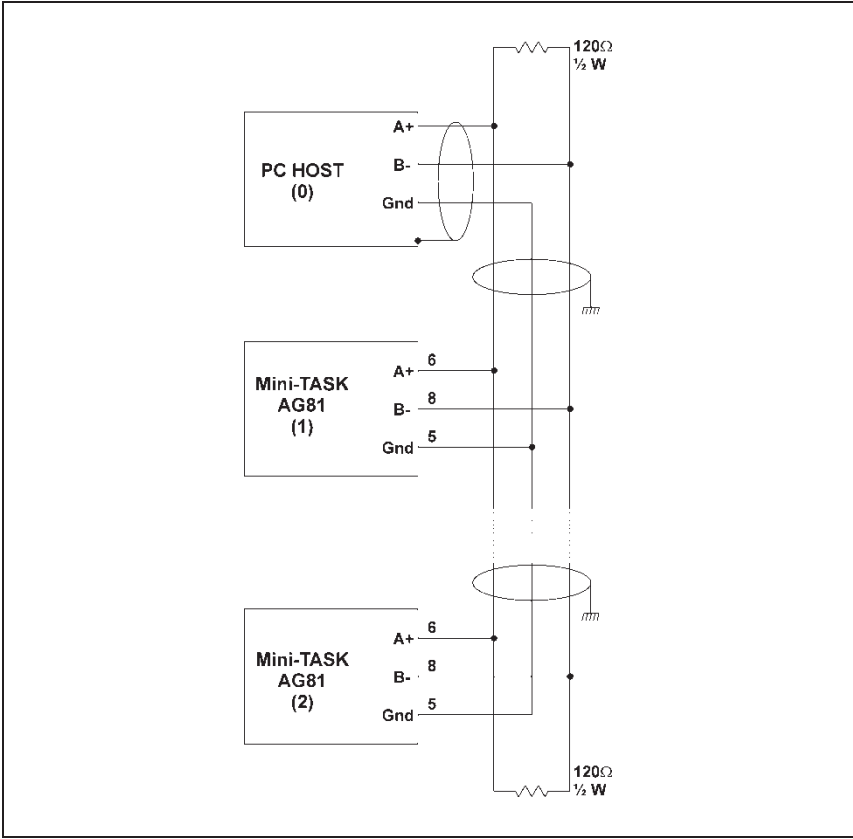 120Ω
½ W
A+
PC HOST
(0)
B-
Gnd
6
A+
Mini-TASK
AG81
(1)
8
B-
5
Gnd
6
A+
Mini-TASK
AG81
(2)
8
B-
5
Gnd
120Ω
½ W